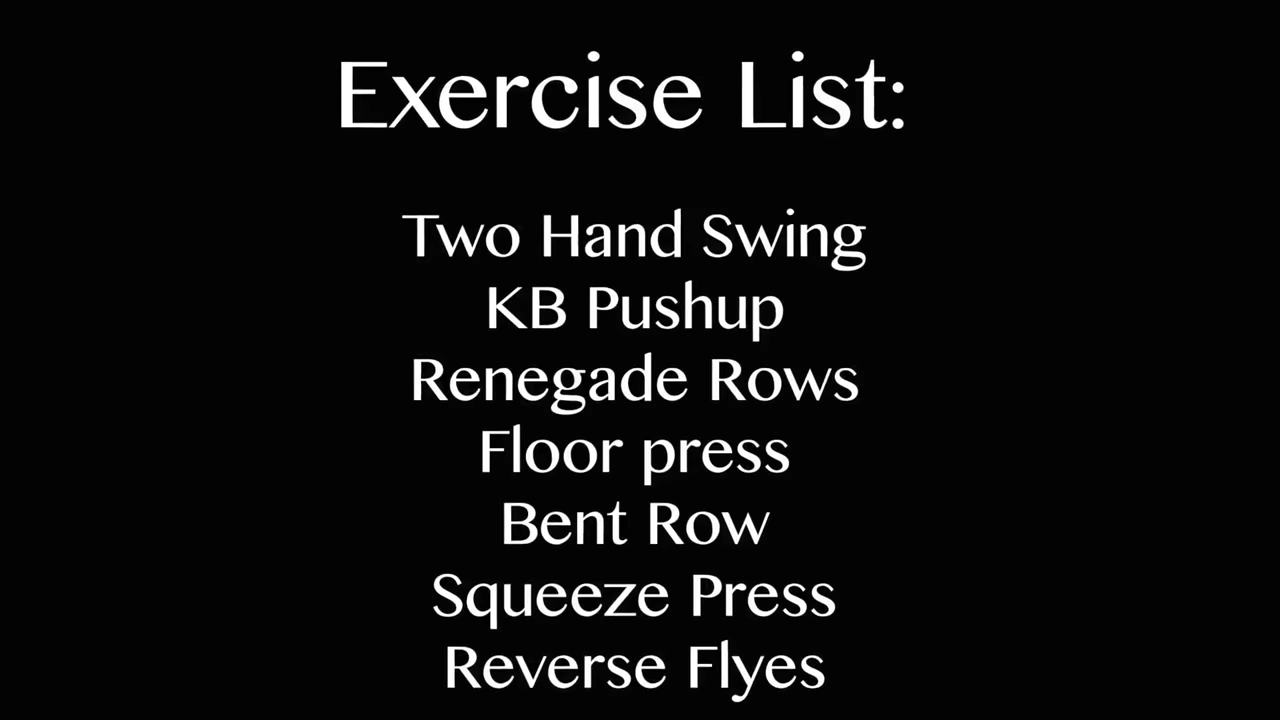 Exercise List:
Two Hand Swing
KB Pushup
Renegade Rows
Floor press
Bent Row
Squeeze Press
Reverse Flyes